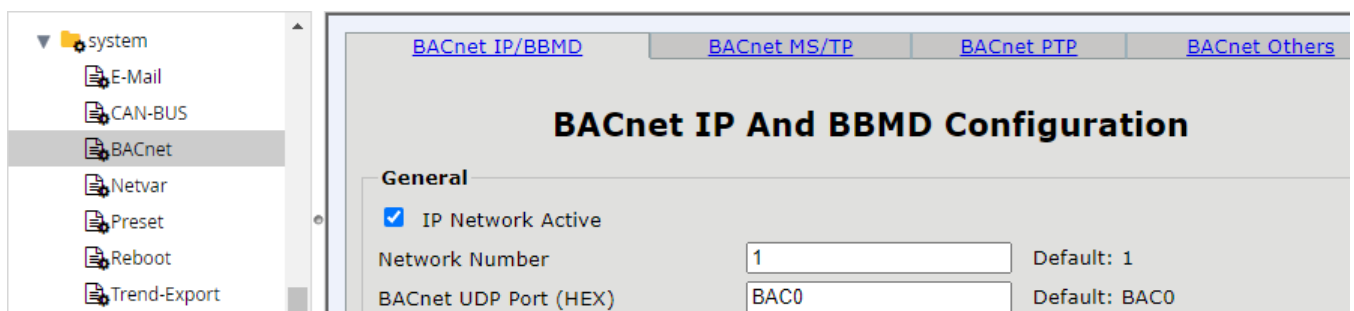 system
E-Mail
CAN-BUS
BACnet
Netvar
Preset
Reboot
Trend-Export
BACnet IP/BBMD
BACnet MS/TP
BACnet PTP
BACnet Others
BACnet IP And BBMD Configuration
General
IP Network Active
Network Number 1 Default: 1
BACnet UDP Port (HEX) BAC0 Default: BAC0